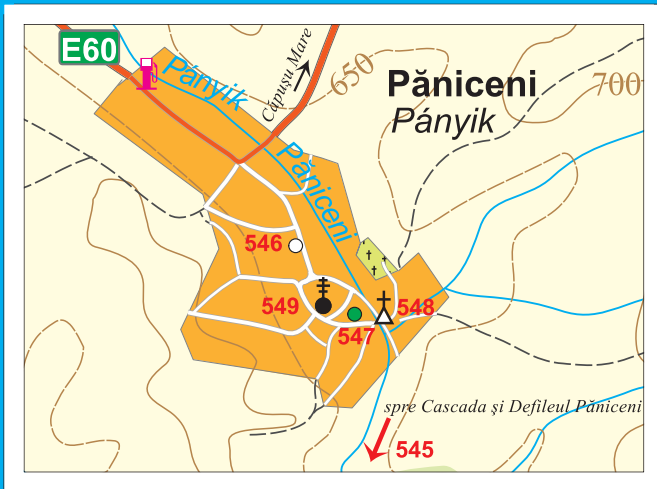 E60
Pányik
Căpușu Mare
650
Păniceni
Pányik
700
Păniceni
546
549
547
548
spre Cascada și Defileul Păniceni
545